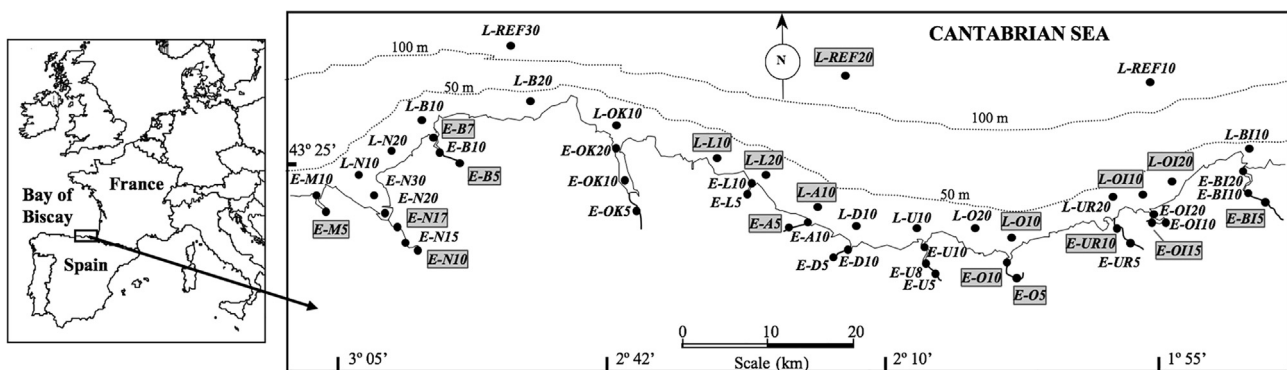 France
Bay of
Biscay
Spain
CANTABRIAN SEA
N
100 m
L-REF30
L-REF20
L-REF10
100 m
50 m
L-B20
L-B10
L-OK10
L-BI10
43° 25’
L-N20
E-B7
E-B10
E-B5
L-N10
E-OK20
L-L10
L-L20
L-OI20
L-OI10
E-M10
E-N30
E-N20
E-OK10
E-L10
E-L5
50 m
E-BI20
E-BI10
E-BI5
E-M5
E-N17
E-N15
E-N10
E-OK5
L-A10
E-A5
E-A10
L-D10
L-U10
L-O20
L-O10
L-UR20
E-OI20
E-OI10
E-OI15
E-UR10
E-UR5
E-D5
E-D10
E-U10
E-U8
E-U5
E-O10
E-O5
0 10 20
Scale (km)
3° 05’
2° 42’
2° 10’
1° 55’